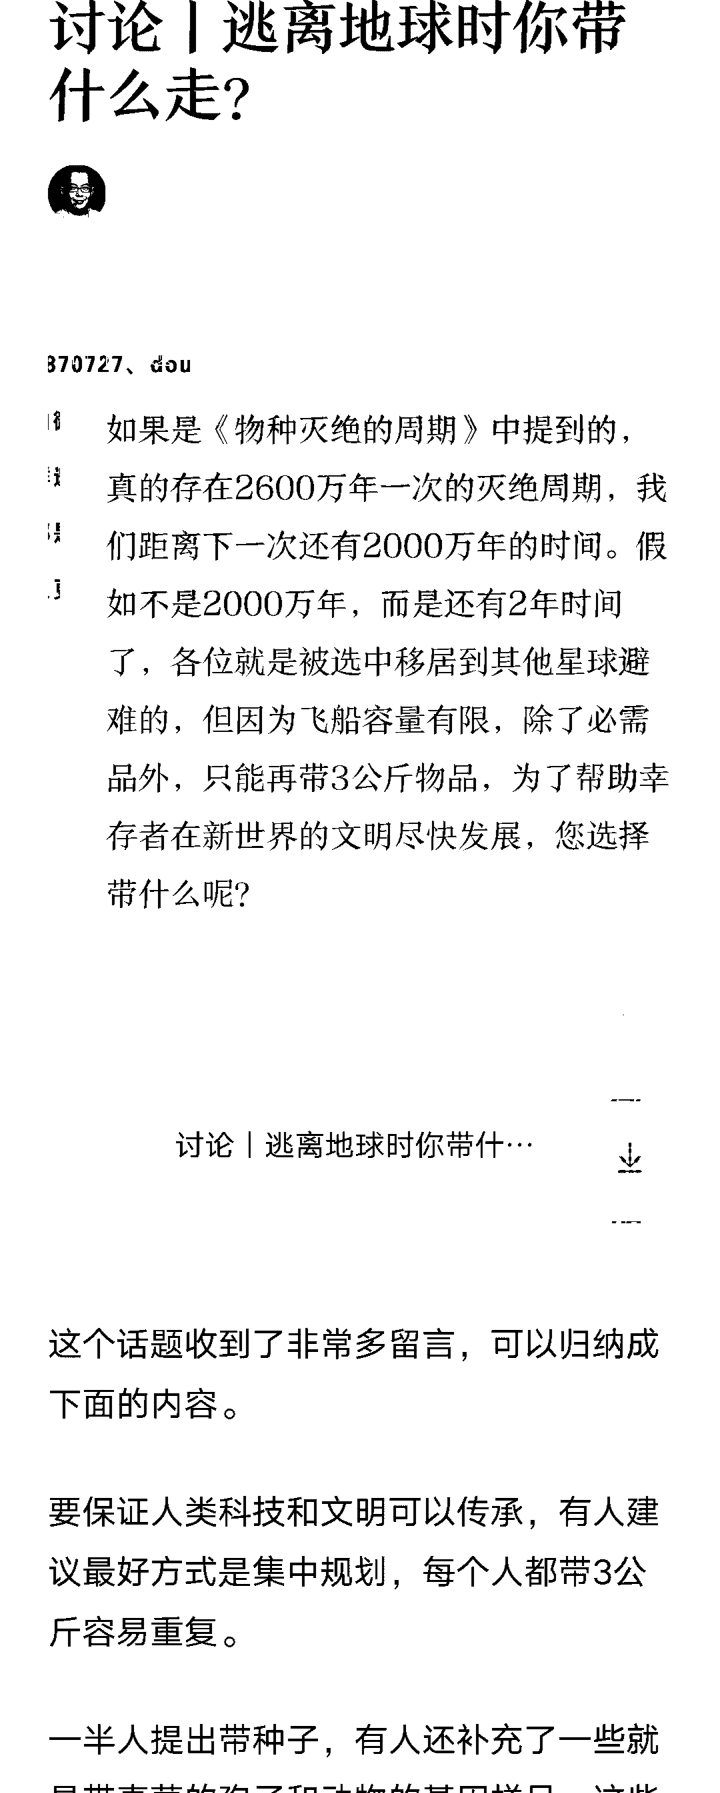 讨论丨逃离地球时你带
什么走?
870727、dou
如果是《物种灭绝的周期》中提到的，
真的存在2600万年一次的灭绝周期，我
们距离下一次还有2000万年的时间。假
如不是2000万年，而是还有2年时间
了，各位就是被选中移居到其他星球避
难的，但因为飞船容量有限，除了必需
品外，只能再带3公斤物品，为了帮助幸
存者在新世界的文明尽快发展，您选择
带什么呢?
讨论丨逃离地球时你带什…
这个话题收到了非常多留言，可以归纳成
下面的内容。
要保证人类科技和文明可以传承，有人建
议最好方式是集中规划，每个人都带3公
斤容易重复。
一半人提出带种子，有人还补充了一些就